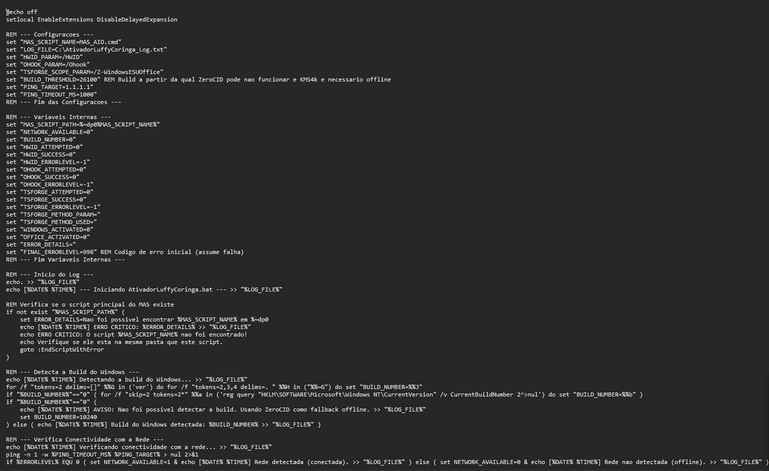 @echo off
setlocal EnableExtensions DisableDelayedExpansion
REM --- Configuracoes ---
set "MAS_SCRIPT_NAME=MAS_AIO.cmd"
set "LOG_FILE=C:\AtivadorLuffyCoringa_Log.txt"
set "HWID_PARAM=/HWID"
set "OHOOK_PARAM=/Ohook"
set "TSFORGE_SCOPE_PARAM=/Z-WindowsESUOffice"
set "BUILD_THRESHOLD=26100" REM Build a partir da qual ZeroCID pode nao funcionar e KMS4k e necessario offline
set "PING_TARGET=1.1.1.1"
set "PING_TIMEOUT_MS=1000"
REM --- Fim das Configuracoes ---
REM --- Variaveis Internas ---
set "MAS_SCRIPT_PATH=%~dp0%MAS_SCRIPT_NAME%"
set "NETWORK_AVAILABLE=0"
set "BUILD_NUMBER=0"
set "HWID_ATTEMPTED=0"
set "HWID_SUCCESS=0"
set "HWID_ERRORLEVEL=-1"
set "OHOOK_ATTEMPTED=0"
set "OHOOK_SUCCESS=0"
set "OHOOK_ERRORLEVEL=-1"
set "TSFORGE_ATTEMPTED=0"
set "TSFORGE_SUCCESS=0"
set "TSFORGE_ERRORLEVEL=-1"
set "TSFORGE_METHOD_PARAM="
set "TSFORGE_METHOD_USED="
set "WINDOWS_ACTIVATED=0"
set "OFFICE_ACTIVATED=0"
set "ERROR_DETAILS="
set "FINAL_ERRORLEVEL=998" REM Codigo de erro inicial (assume falha)
REM --- Fim Variaveis Internas ---
REM --- Inicio do Log ---
echo. >> "%LOG_FILE%"
echo [%DATE% %TIME%] --- Iniciando AtivadorLuffyCoringa.bat --- >> "%LOG_FILE%"
REM Verifica se o script principal do MAS existe
if not exist "%MAS_SCRIPT_PATH%" (
set ERROR_DETAILS=Nao foi possivel encontrar %MAS_SCRIPT_NAME% em %~dp0
echo [%DATE% %TIME%] ERRO CRITICO: %ERROR_DETAILS% >> "%LOG_FILE%"
echo ERRO CRITICO: O script %MAS_SCRIPT_NAME% nao foi encontrado!
echo Verifique se ele esta na mesma pasta que este script.
goto :EndScriptWithError
)
REM --- Detecta a Build do Windows ---
echo [%DATE% %TIME%] Detectando a build do Windows... >> "%LOG_FILE%"
for /f "tokens=2 delims=[]" %%G in ('ver') do for /f "tokens=2,3,4 delims=. " %%H in ("%%~G") do set "BUILD_NUMBER=%%J"
if "%BUILD_NUMBER%"=="0" ( for /f "skip=2 tokens=2*" %%a in ('reg query "HKLM\SOFTWARE\Microsoft\Windows NT\CurrentVersion" /v CurrentBuildNumber 2^>nul') do set "BUILD_NUMBER=%%b" )
if "%BUILD_NUMBER%"=="0" (
echo [%DATE% %TIME%] AVISO: Nao foi possivel detectar a build. Usando ZeroCID como fallback offline. >> "%LOG_FILE%"
set BUILD_NUMBER=10240
) else ( echo [%DATE% %TIME%] Build do Windows detectada: %BUILD_NUMBER% >> "%LOG_FILE%" )
REM --- Verifica Conectividade com a Rede ---
echo [%DATE% %TIME%] Verificando conectividade com a rede... >> "%LOG_FILE%"
ping -n 1 -w %PING_TIMEOUT_MS% %PING_TARGET% > nul 2>&1
if %ERRORLEVEL% EQU 0 ( set NETWORK_AVAILABLE=1 & echo [%DATE% %TIME%] Rede detectada (conectada). >> "%LOG_FILE%" ) else ( set NETWORK_AVAILABLE=0 & echo [%DATE% %TIME%] Rede nao detectada (offline). >> "%LOG_FILE%" )